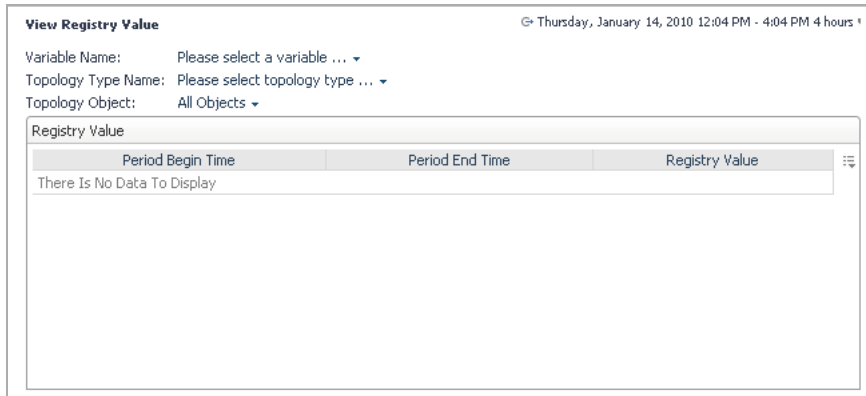 View Registry Value
Thursday, January 14, 2010 12:04 PM - 4:04 PM 4 hours
Variable Name: Please select a variable ...
Topology Type Name: Please select topology type ...
Topology Object: All Objects
Registry Value
Period Begin Time Period End Time Registry Value
There Is No Data To Display